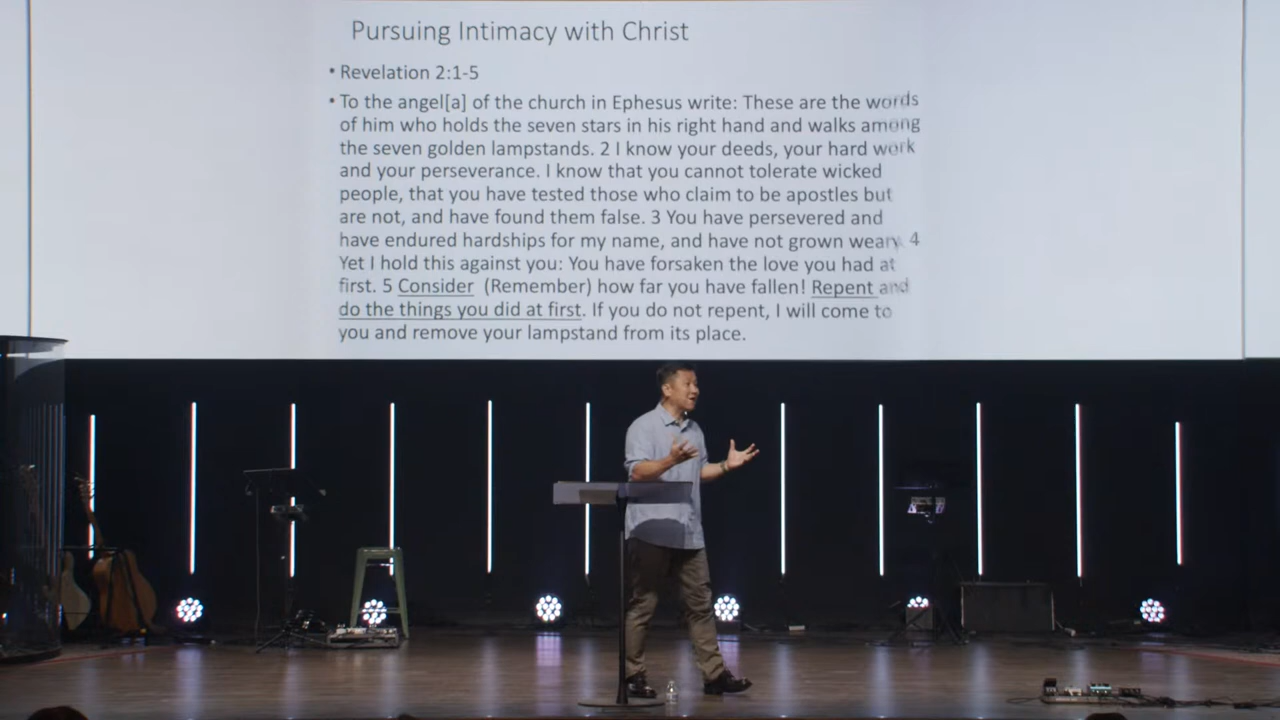 Pursuing Intimacy with Christ
• Revelation 2:1-5
• To the angel[a] of the church in Ephesus write: These are the words
of him who holds the seven stars in his right hand and walks among
the seven golden lampstands. 2 I know your deeds, your hard work
and your perseverance. I know that you cannot tolerate wicked
people, that you have tested those who claim to be apostles but
are not, and have found them false. 3 You have persevered and
have endured hardships for my name, and have not grown weary. 4
Yet I hold this against you: You have forsaken the love you had at
first. 5 Consider (Remember) how far you have fallen! Repent and
do the things you did at first. If you do not repent, I will come to
you and remove your lampstand from its place.